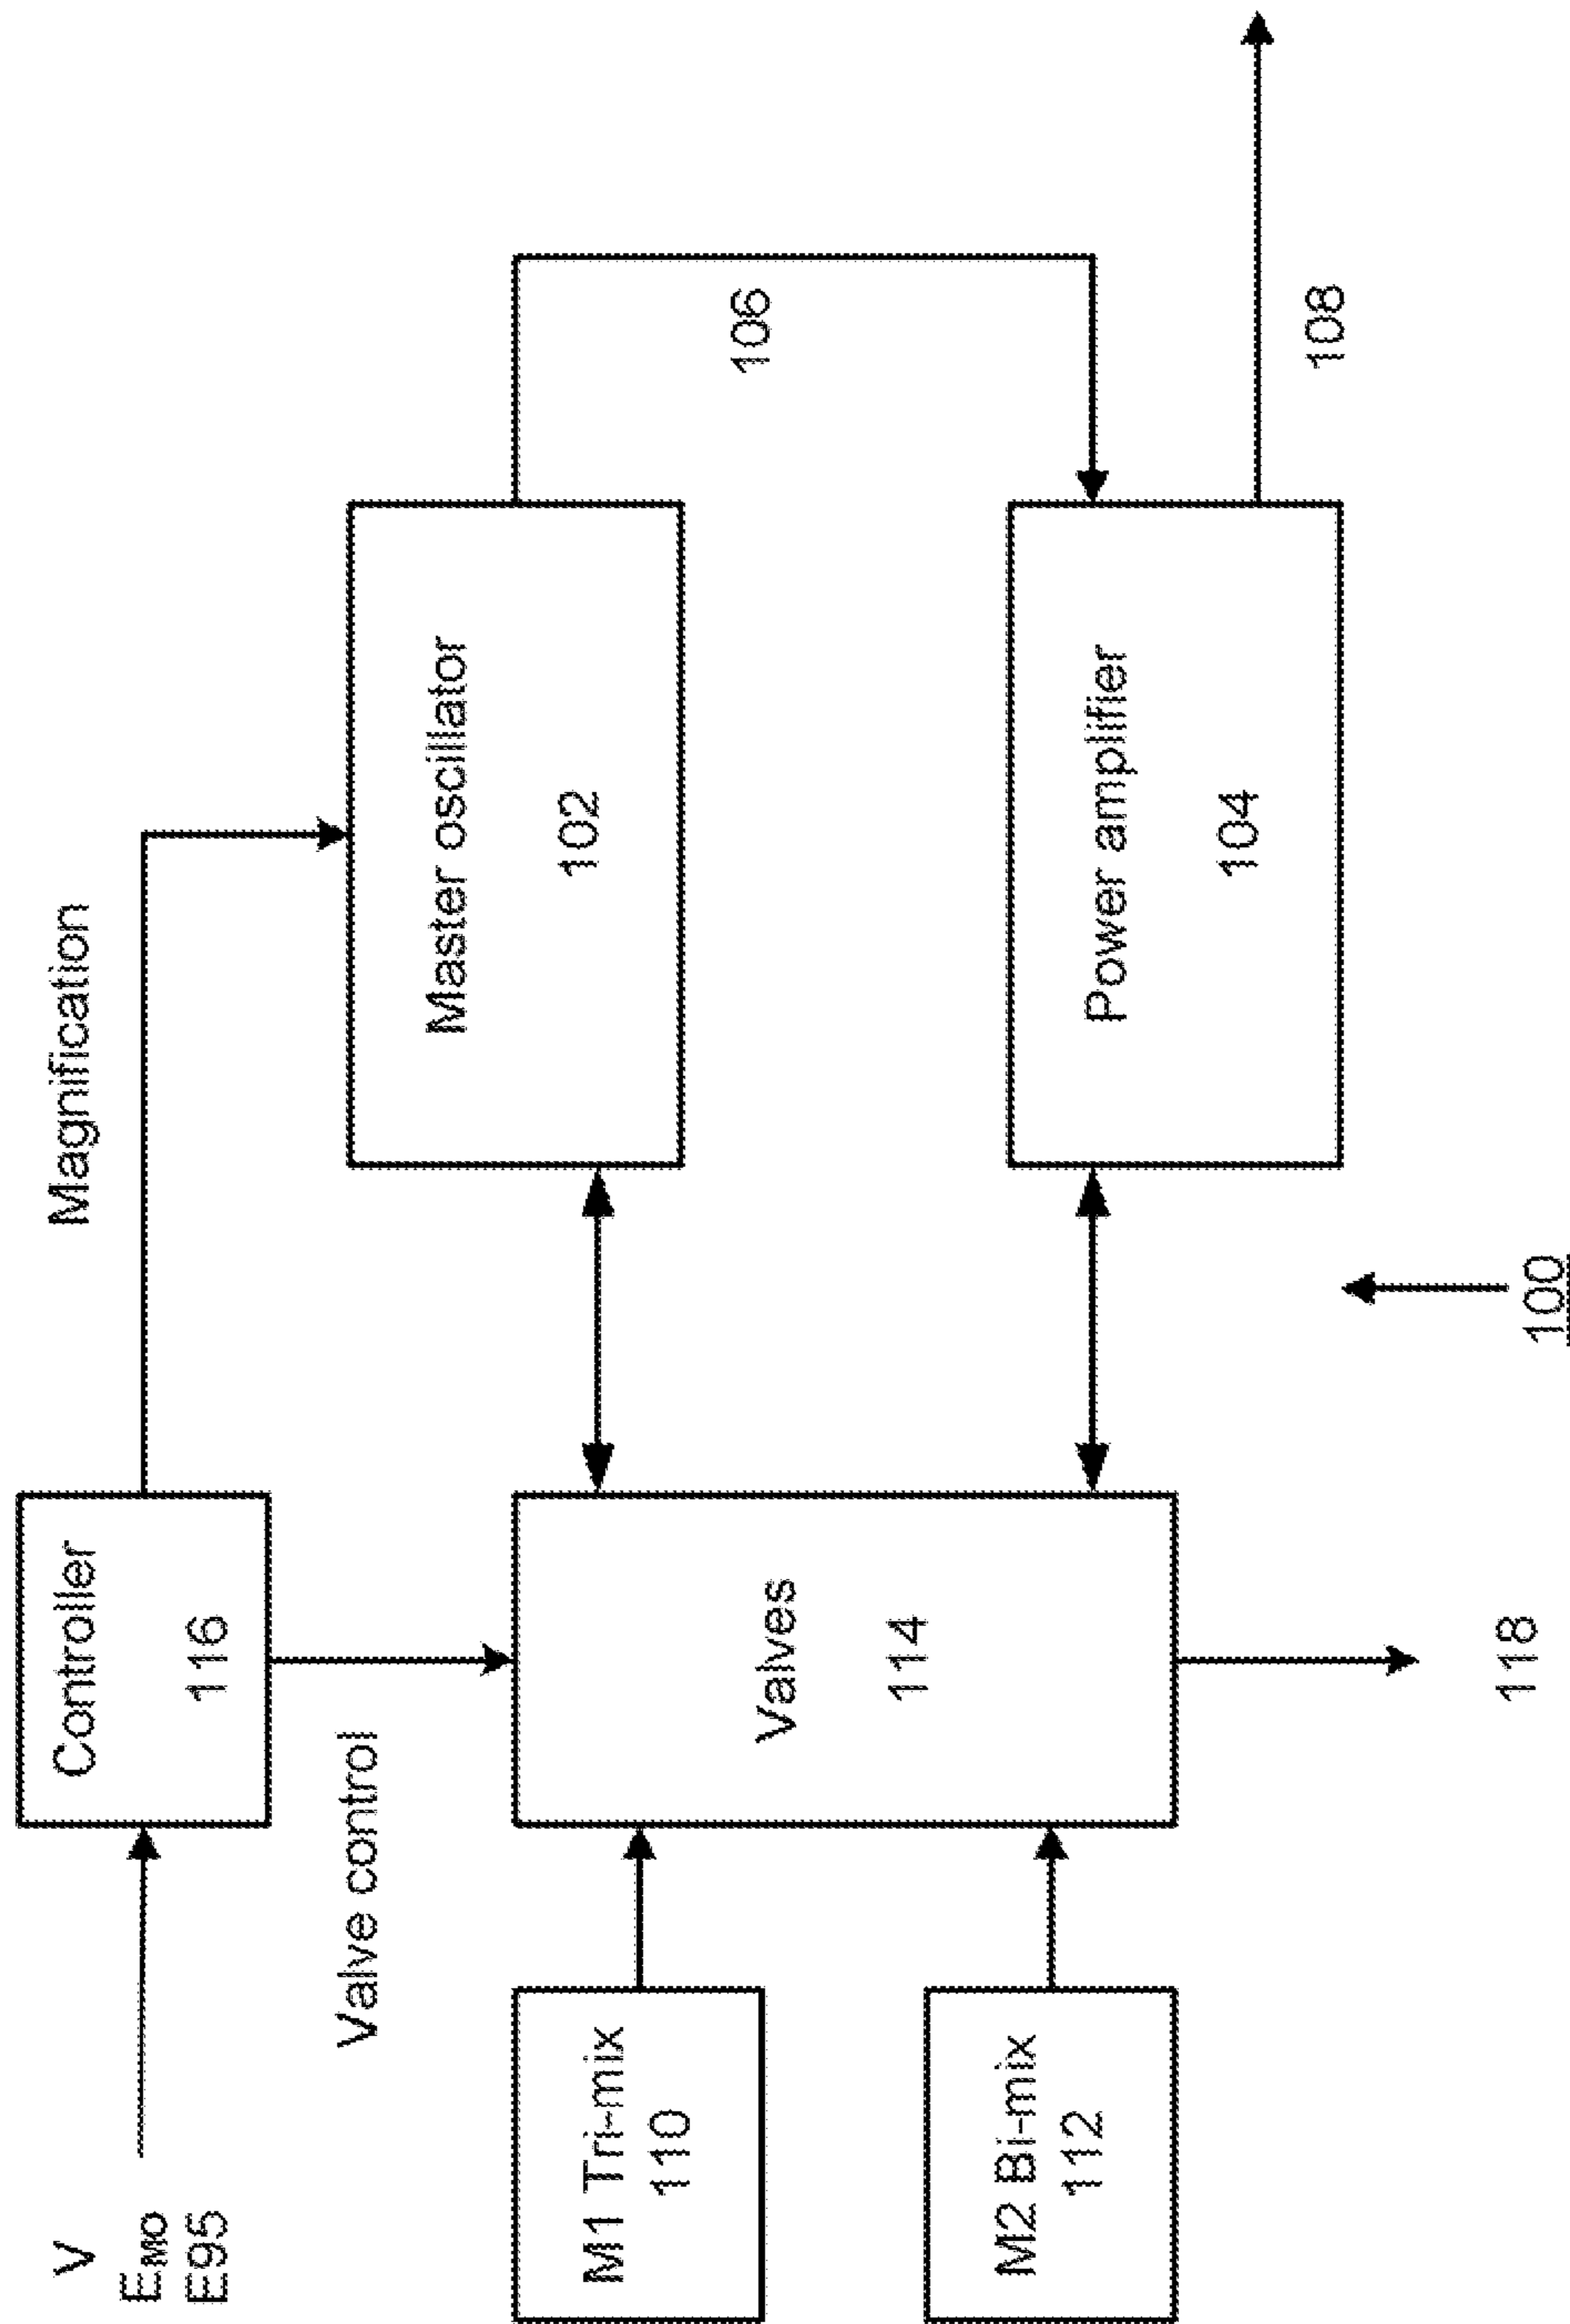 V
E_MO
E95
Controller
116
Magnification
Valve control
M1 Tri-mix
110
M2 Bi-mix
112
Valves
114
118
Master oscillator
102
Power amplifier
104
106
108
100